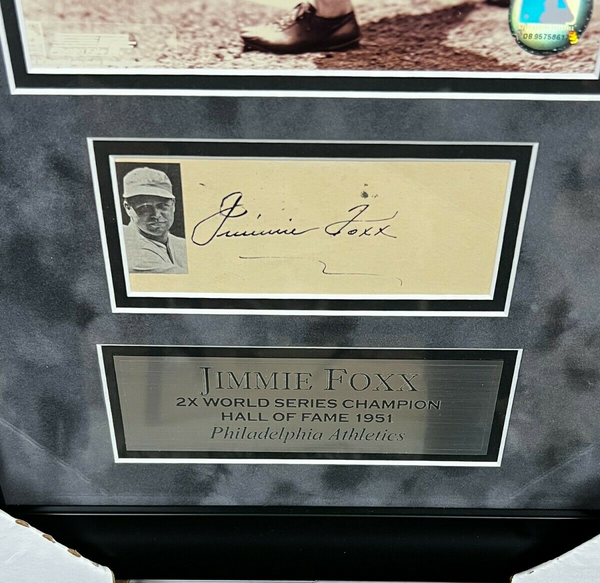 Jimmie Foxx
JIMMIE FOXX
2X WORLD SERIES CHAMPION
HALL OF FAME 1951
Philadelphia Athletics